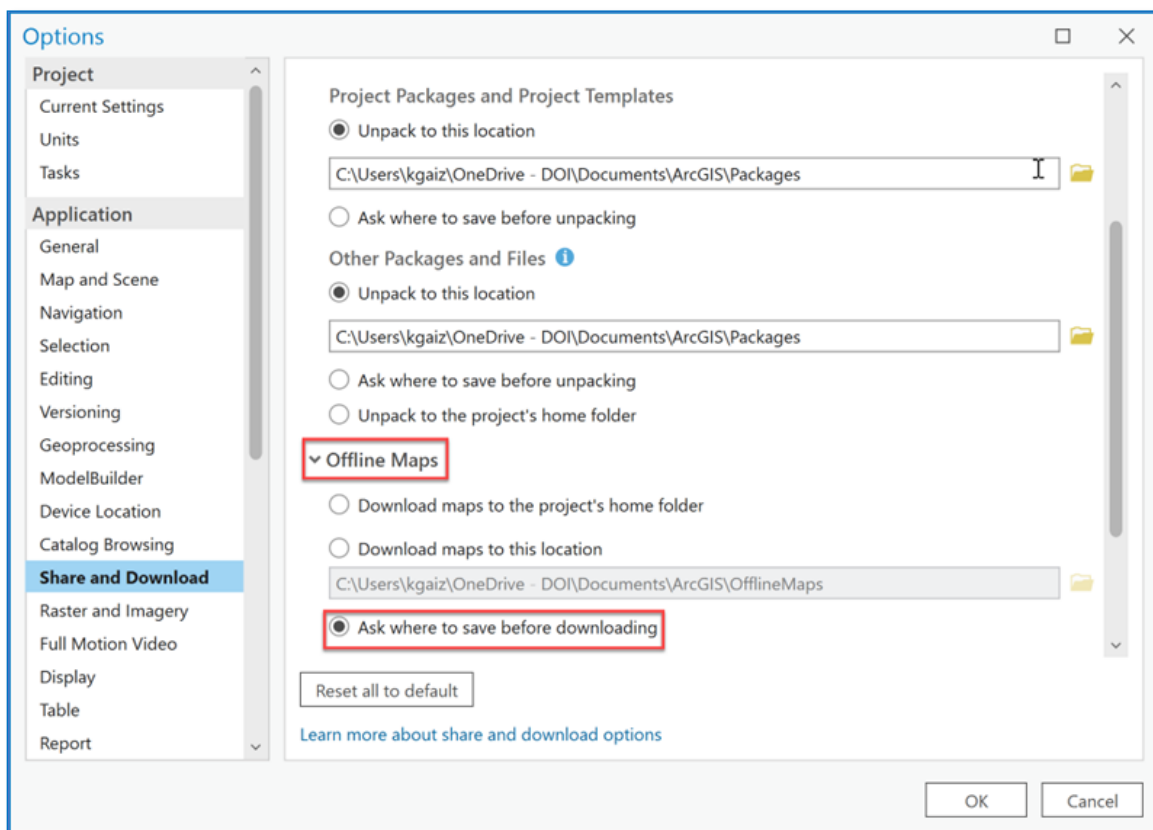 Options
Project
Current Settings
Units
Tasks
Application
General
Map and Scene
Navigation
Selection
Editing
Versioning
Geoprocessing
ModelBuilder
Device Location
Catalog Browsing
Share and Download
Raster and Imagery
Full Motion Video
Display
Table
Report
Project Packages and Project Templates
Unpack to this location
C:\Users\kgaiz\OneDrive - DOI\Documents\ArcGIS\Packages
Ask where to save before unpacking
Other Packages and Files
Unpack to this location
C:\Users\kgaiz\OneDrive - DOI\Documents\ArcGIS\Packages
Ask where to save before unpacking
Unpack to the project's home folder
Offline Maps
Download maps to the project's home folder
Download maps to this location
C:\Users\kgaiz\OneDrive - DOI\Documents\ArcGIS\OfflineMaps
Ask where to save before downloading
Reset all to default
Learn more about share and download options
OK
Cancel